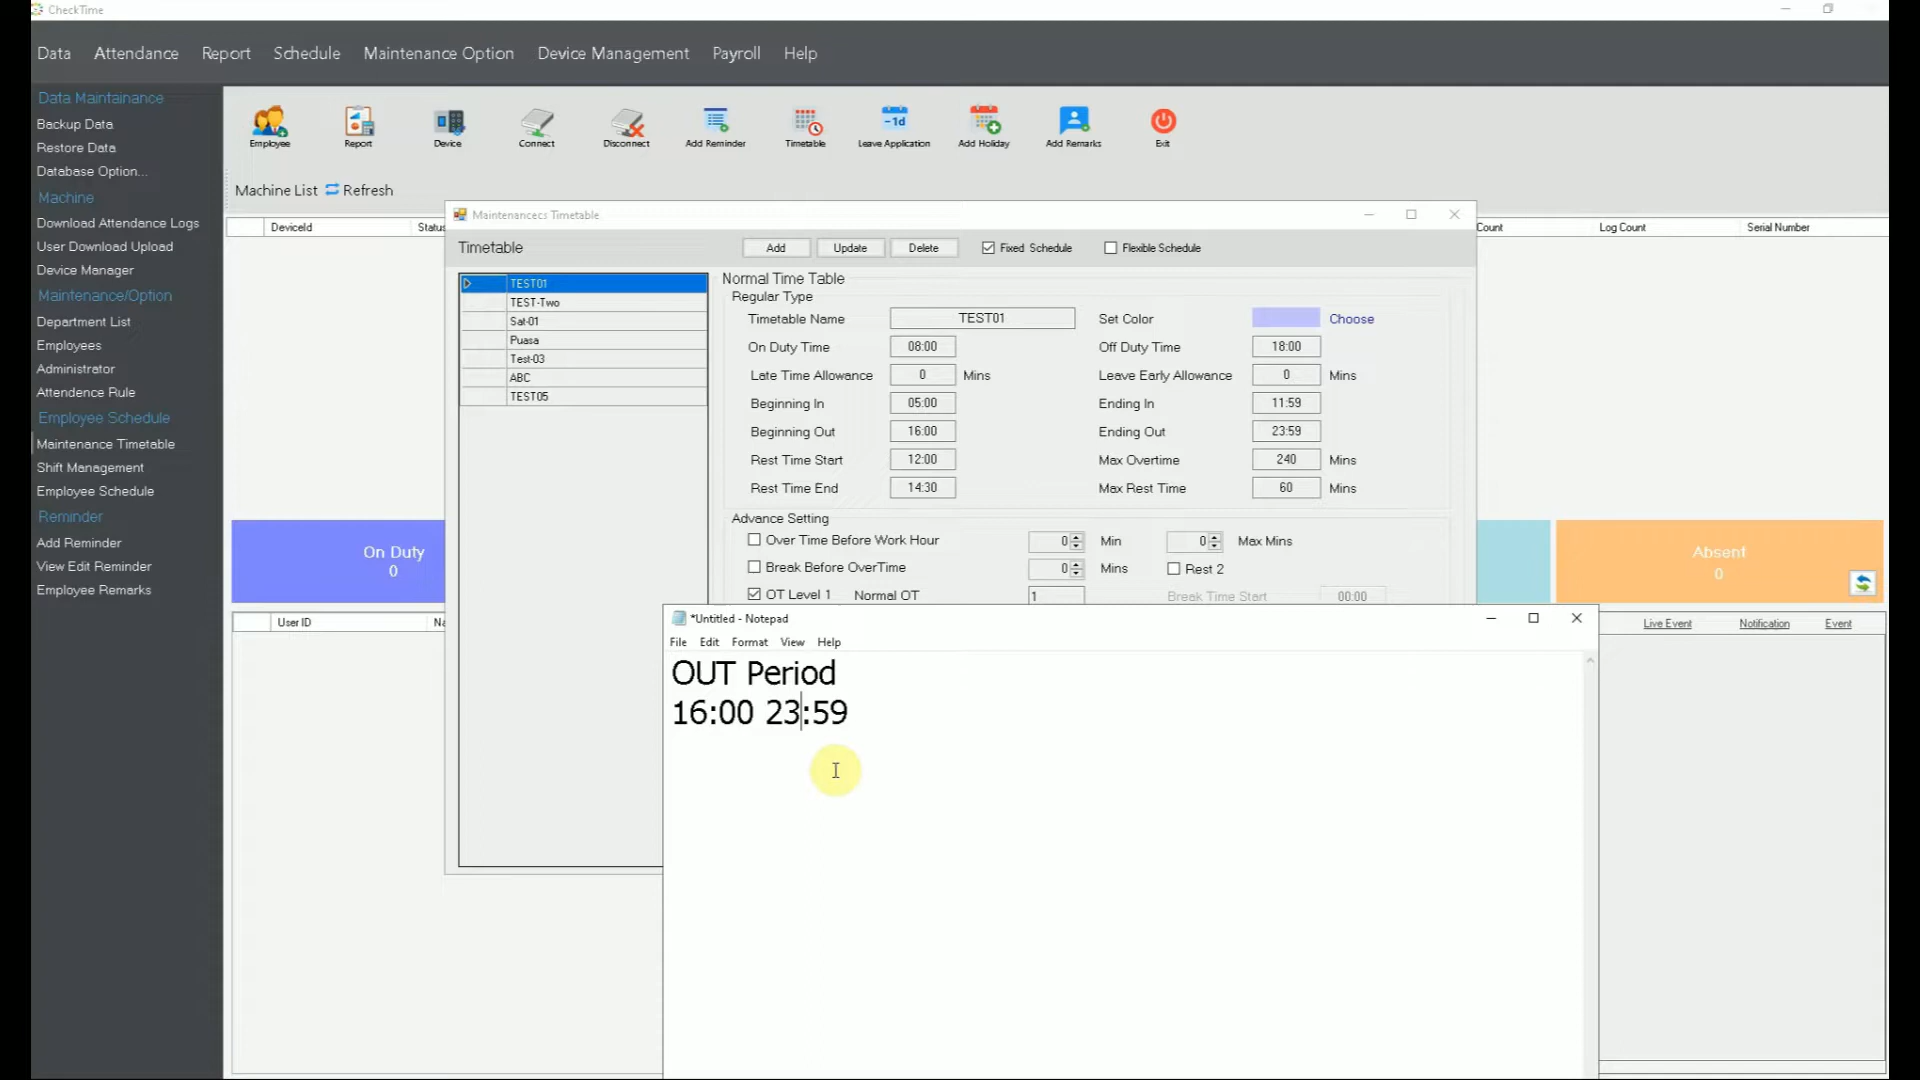 CheckTime
Data Attendance Report Schedule Maintenance Option Device Management Payroll Help
Data Maintainance
Backup Data
Restore Data
Database Option...
Machine
Download Attendance Logs
User Download Upload
Device Manager
Maintenance/Option
Department List
Employees
Administrator
Attendence Rule
Employee Schedule
Maintenance Timetable
Shift Management
Employee Schedule
Reminder
Add Reminder
View Edit Reminder
Employee Remarks
Employee Report Device Connect Disconnect Add Reminder Timetable Leave Application Add Holiday Add Remarks Exit
-1d
Machine List Refresh
DeviceId Status
Count Log Count Serial Number
Maintenancecs Timetable
Timetable Add Update Delete Fixed Schedule Flexible Schedule
TEST01
TEST-Two
Sat-01
Puasa
Test-03
ABC
TEST05
Normal Time Table
Regular Type
Timetable Name TEST01 Set Color Choose
On Duty Time 08:00 Off Duty Time 18:00
Late Time Allowance 0 Mins Leave Early Allowance 0 Mins
Beginning In 05:00 Ending In 11:59
Beginning Out 16:00 Ending Out 23:59
Rest Time Start 12:00 Max Overtime 240 Mins
Rest Time End 14:30 Max Rest Time 60 Mins
Advance Setting
Over Time Before Work Hour 0 Min 0 Max Mins
Break Before OverTime 0 Mins Rest 2
OT Level 1 Normal OT 1 Break Time Start 00:00
On Duty
0
Absent
0
User ID Na
Live Event Notification Event
*Untitled - Notepad
File Edit Format View Help
OUT Period
16:00 23:59